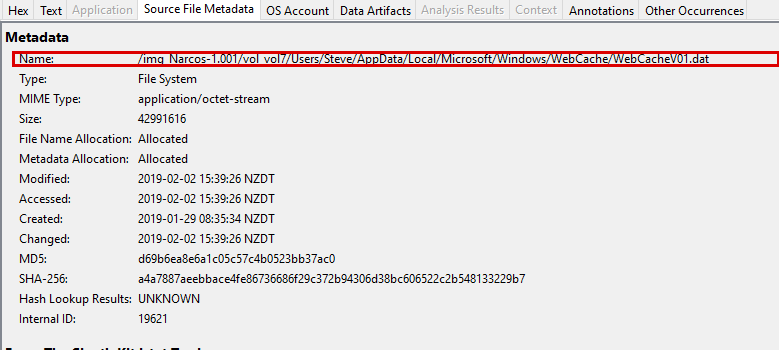 Hex Text Application Source File Metadata OS Account Data Artifacts Analysis Results Context Annotations Other Occurrences
Metadata
Name: /img_Narcos-1.001/vol_vol7/Users/Steve/AppData/Local/Microsoft/Windows/WebCache/WebCacheV01.dat
Type: File System
MIME Type: application/octet-stream
Size: 42991616
File Name Allocation: Allocated
Metadata Allocation: Allocated
Modified: 2019-02-02 15:39:26 NZDT
Accessed: 2019-02-02 15:39:26 NZDT
Created: 2019-01-29 08:35:34 NZDT
Changed: 2019-02-02 15:39:26 NZDT
MD5: d69b6ea8e6a1c05c57c4b0523bb37ac0
SHA-256: a4a7887aeebbace4fe86736686f29c372b94306d38bc606522c2b548133229b7
Hash Lookup Results: UNKNOWN
Internal ID: 19621